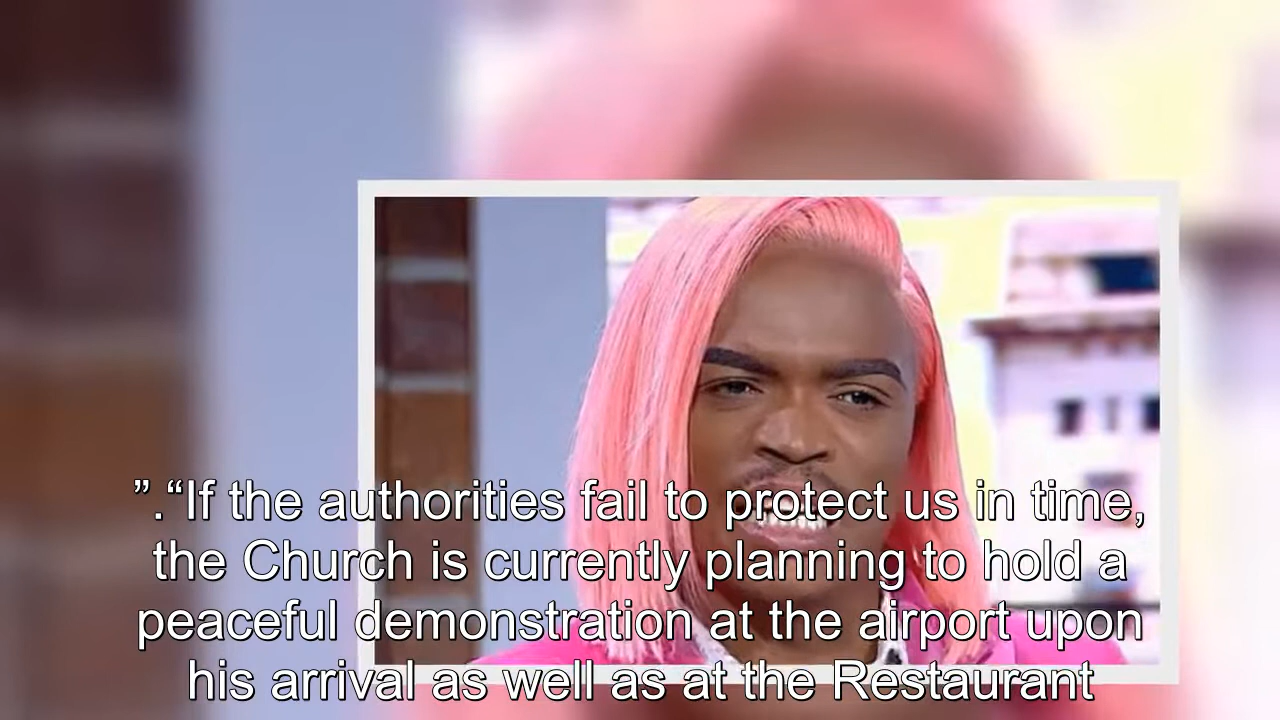 ” .“If the authorities fail to protect us in time,
the Church is currently planning to hold a
peaceful demonstration at the airport upon
his arrival as well as at the Restaurant